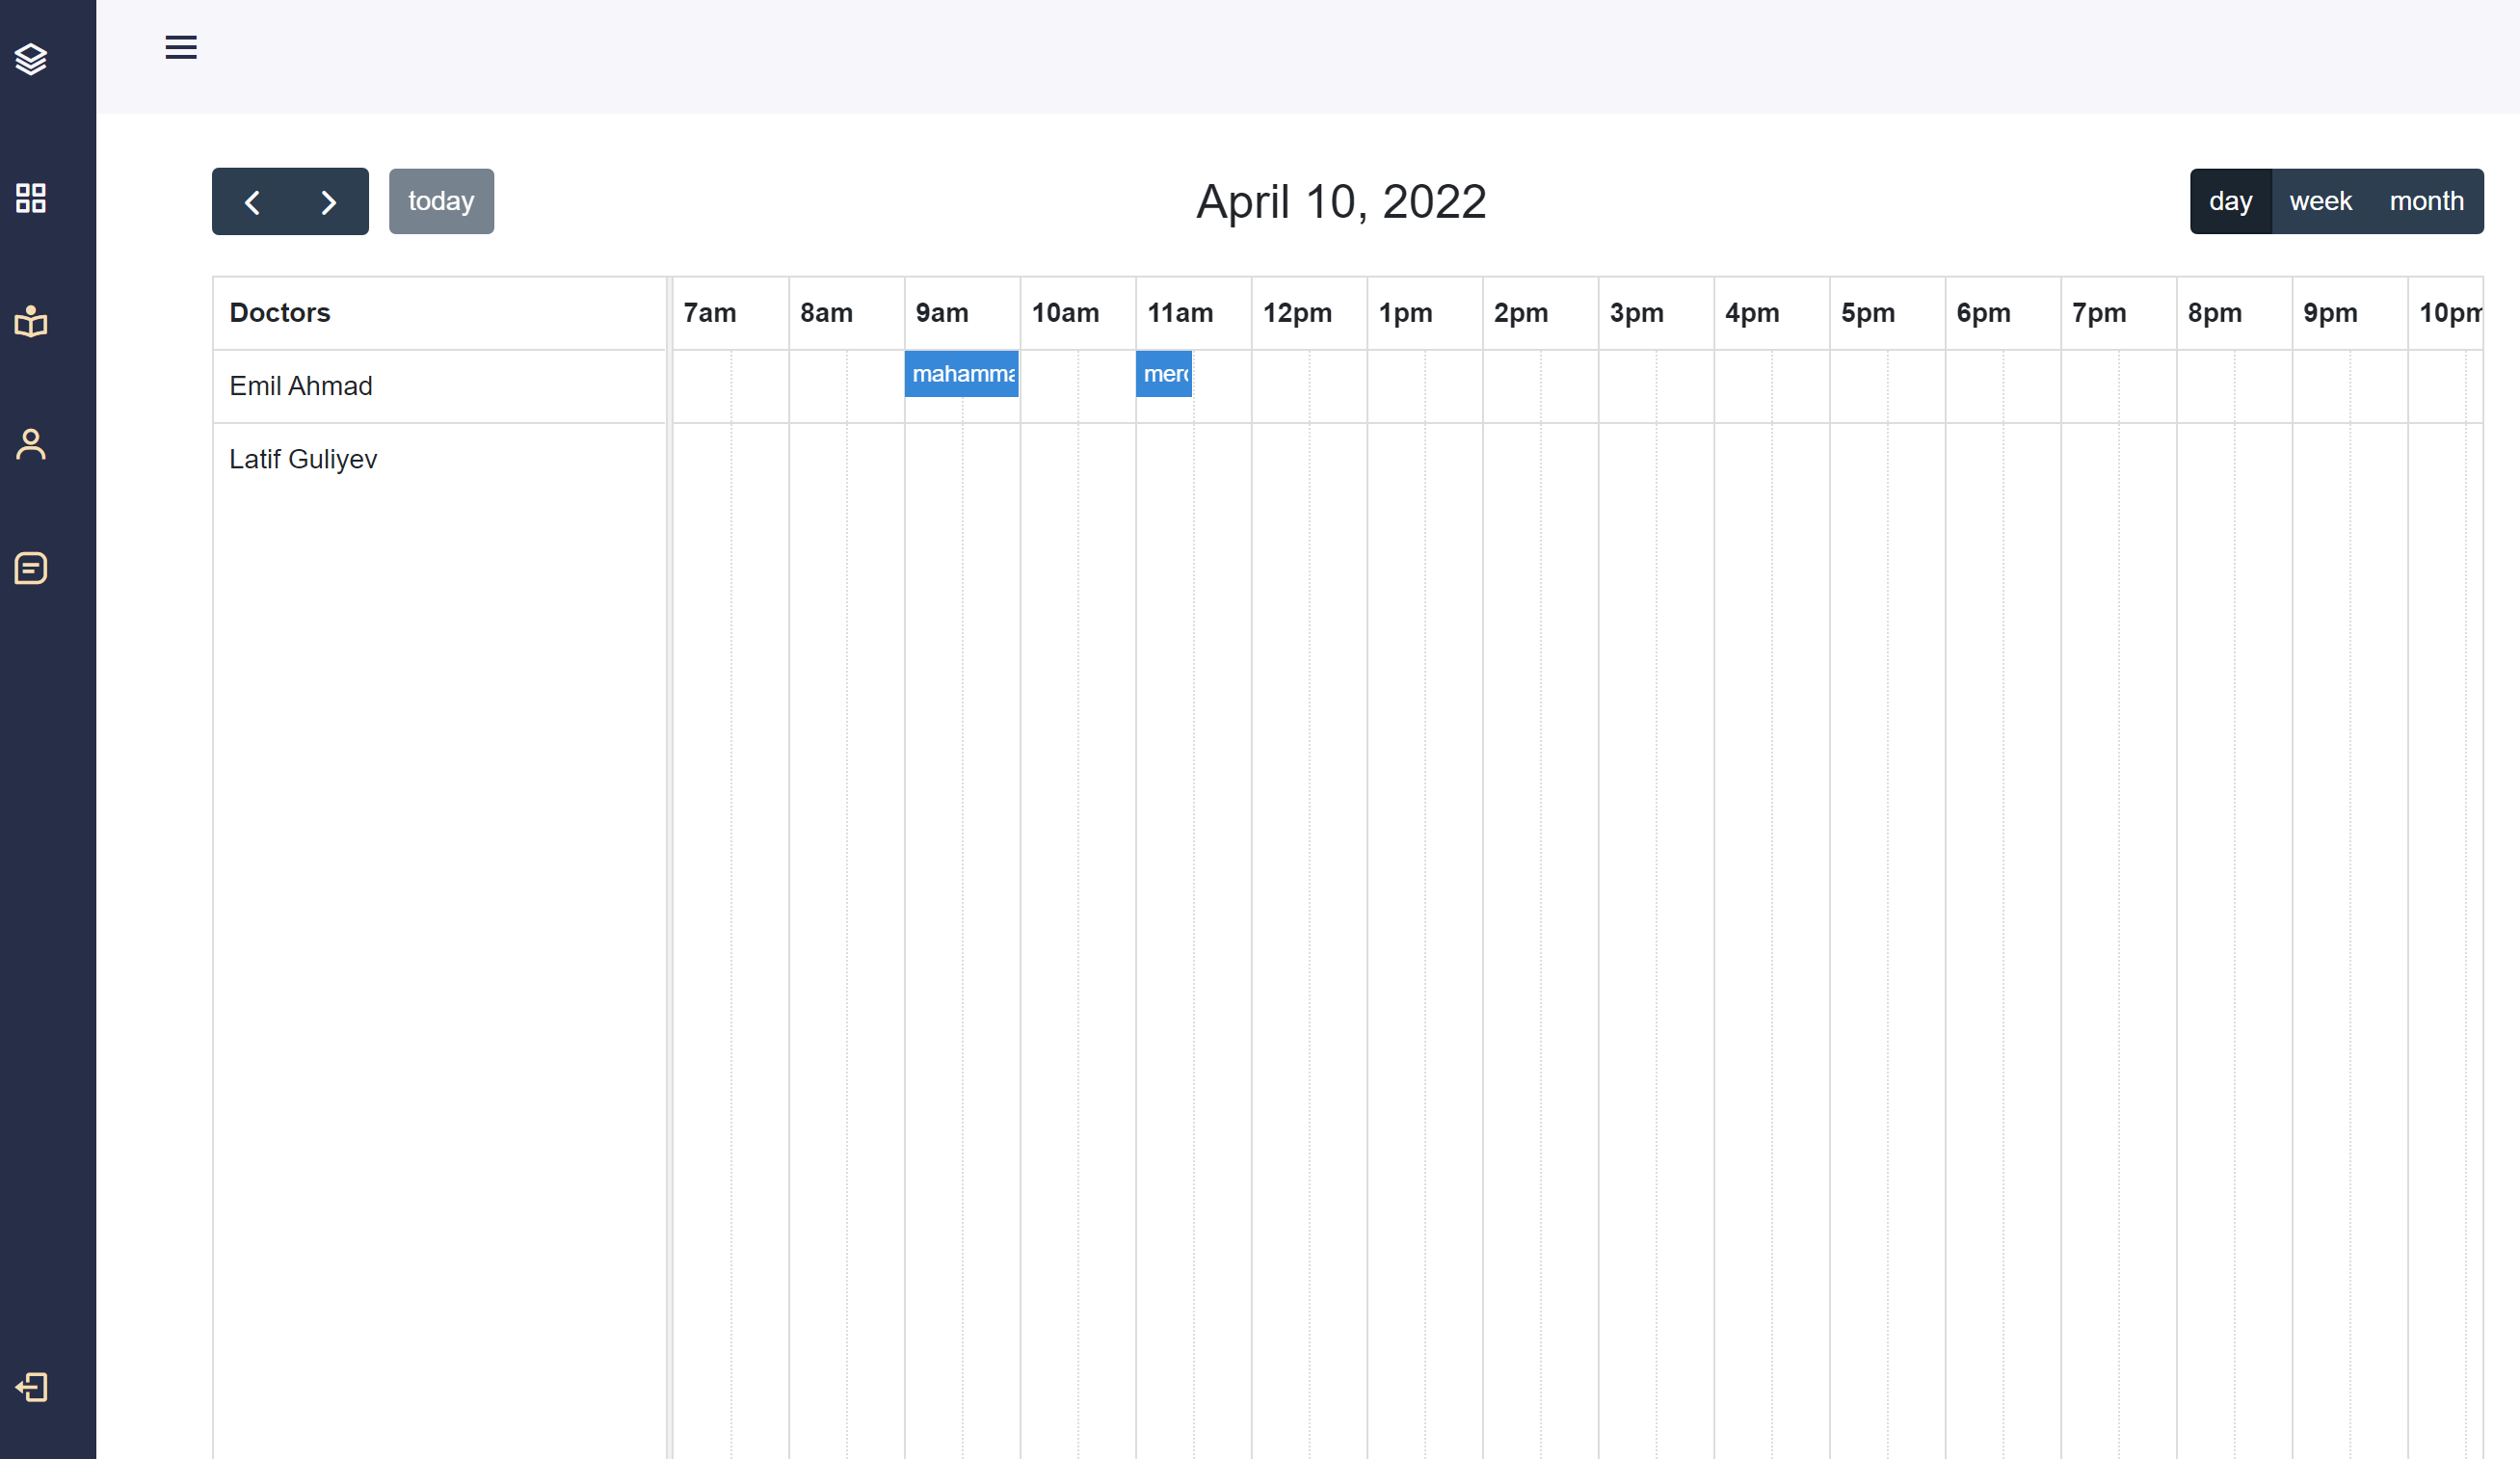 today
April 10, 2022
day week month
Doctors 7am 8am 9am 10am 11am 12pm 1pm 2pm 3pm 4pm 5pm 6pm 7pm 8pm 9pm 10pm
Emil Ahmad mahamma merc
Latif Guliyev